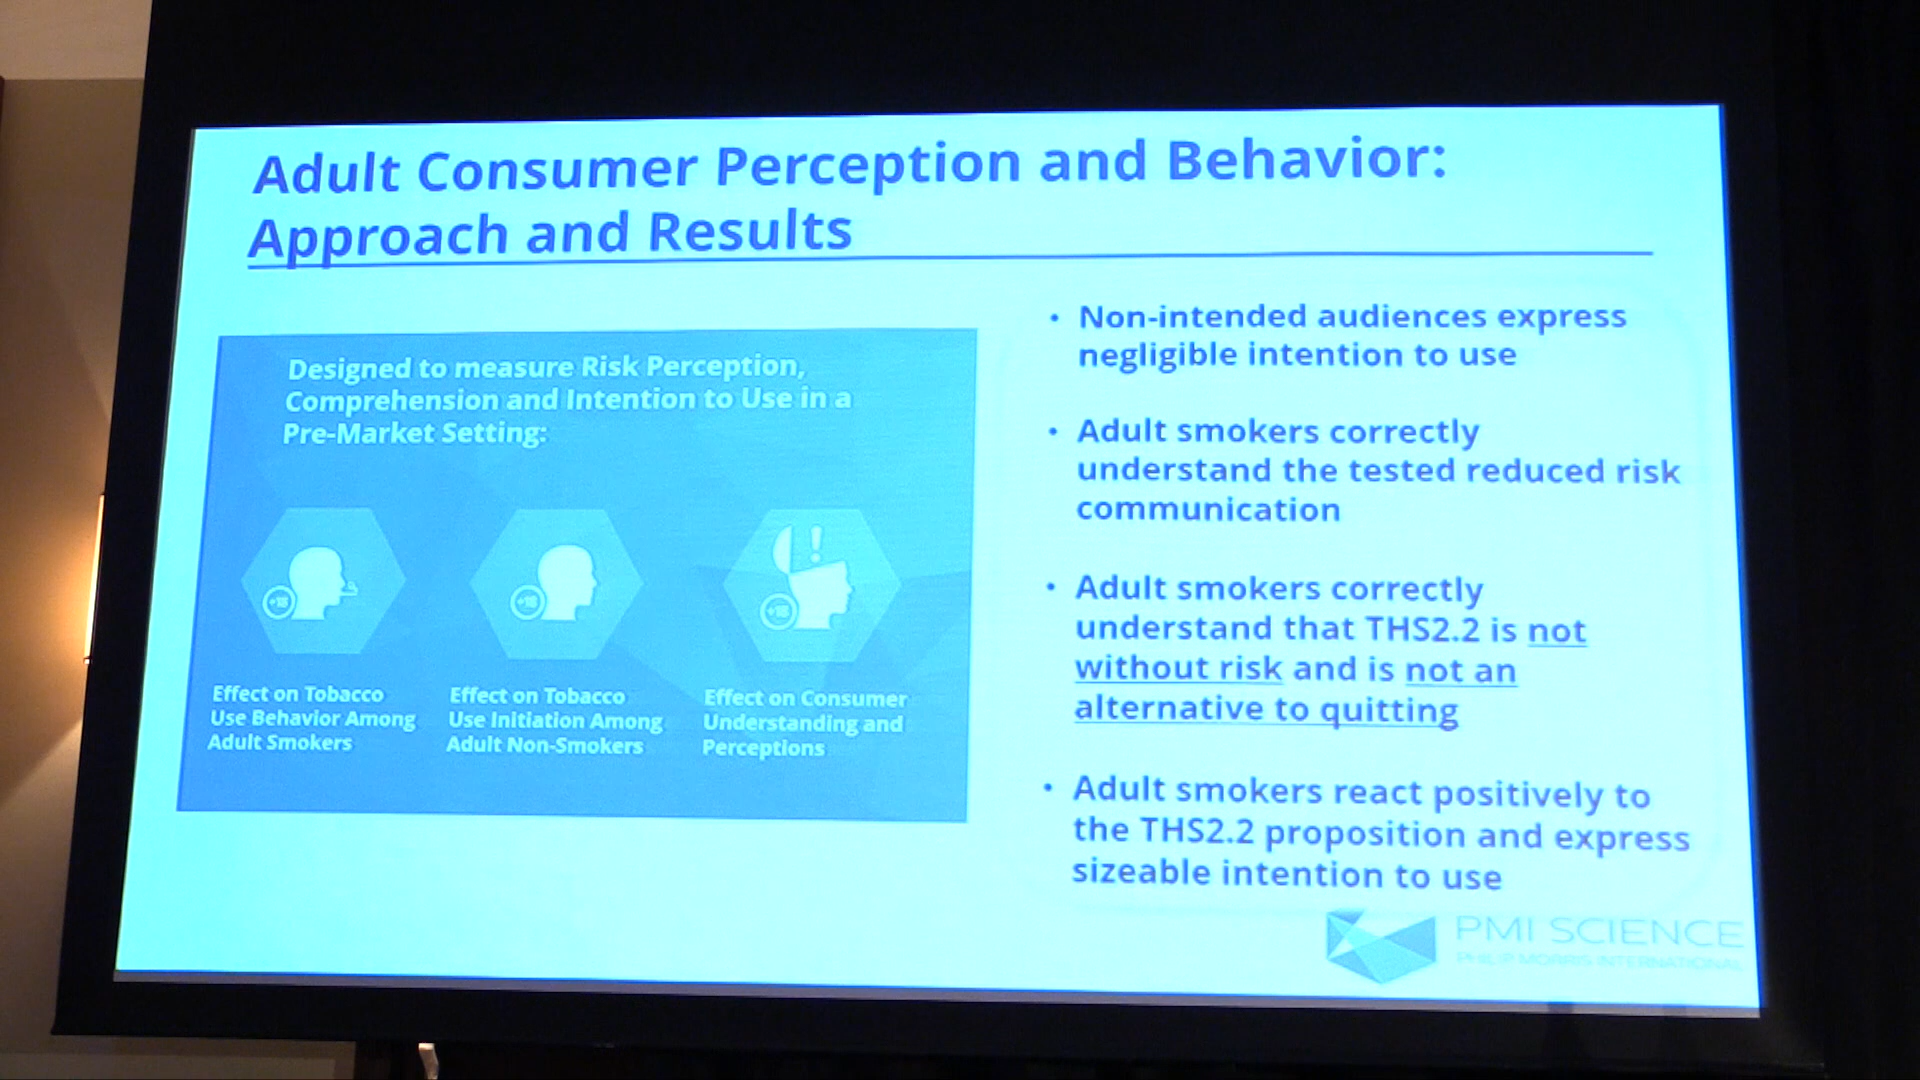 Adult Consumer Perception and Behavior:
Approach and Results
Designed to measure Risk Perception,
Comprehension and Intention to Use in a
Pre-Market Setting:
+18
+18
+18
!
Effect on Tobacco
Use Behavior Among
Adult Smokers
Effect on Tobacco
Use Initiation Among
Adult Non-Smokers
Effect on Consumer
Understanding and
Perceptions
• Non-intended audiences express
negligible intention to use
• Adult smokers correctly
understand the tested reduced risk
communication
• Adult smokers correctly
understand that THS2.2 is not
without risk and is not an
alternative to quitting
• Adult smokers react positively to
the THS2.2 proposition and express
sizeable intention to use
PMI SCIENCE
PHILIP MORRIS INTERNATIONAL